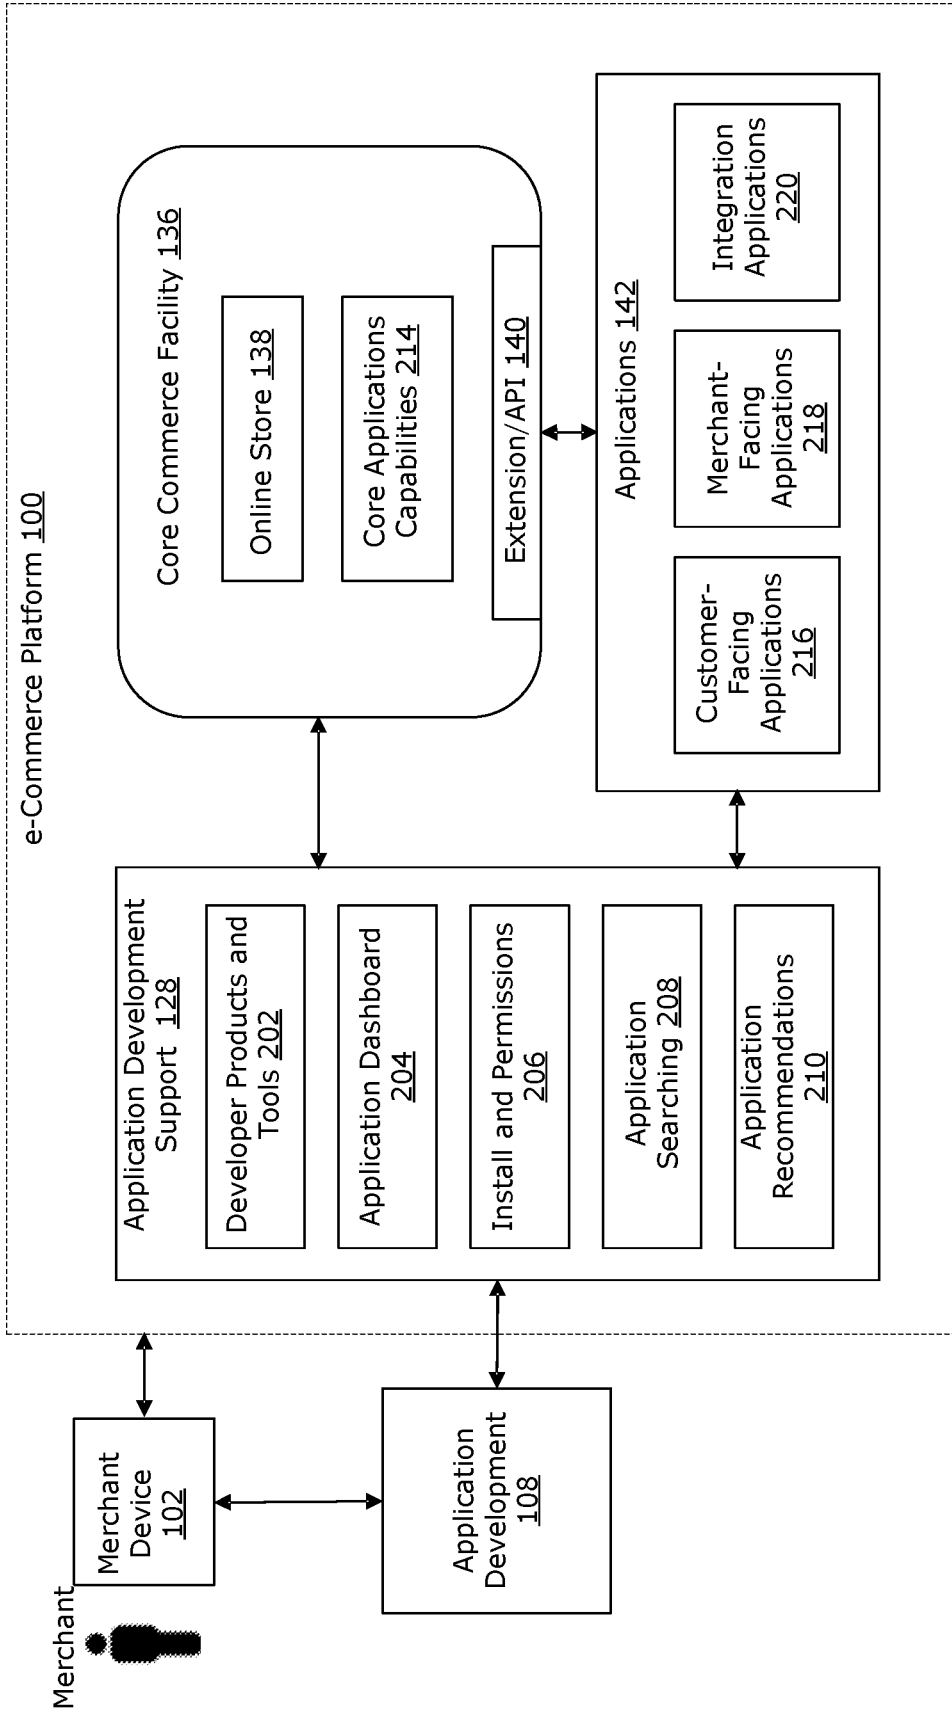 e-Commerce Platform 100
Merchant
Merchant
Device
102
Application
Development
108
Application Development
Support 128
Developer Products and
Tools 202
Application Dashboard
204
Install and Permissions
206
Application
Searching 208
Application
Recommendations
210
Core Commerce Facility 136
Online Store 138
Core Applications
Capabilities 214
Extension/API 140
Applications 142
Customer-
Facing
Applications
216
Merchant-
Facing
Applications
218
Integration
Applications
220